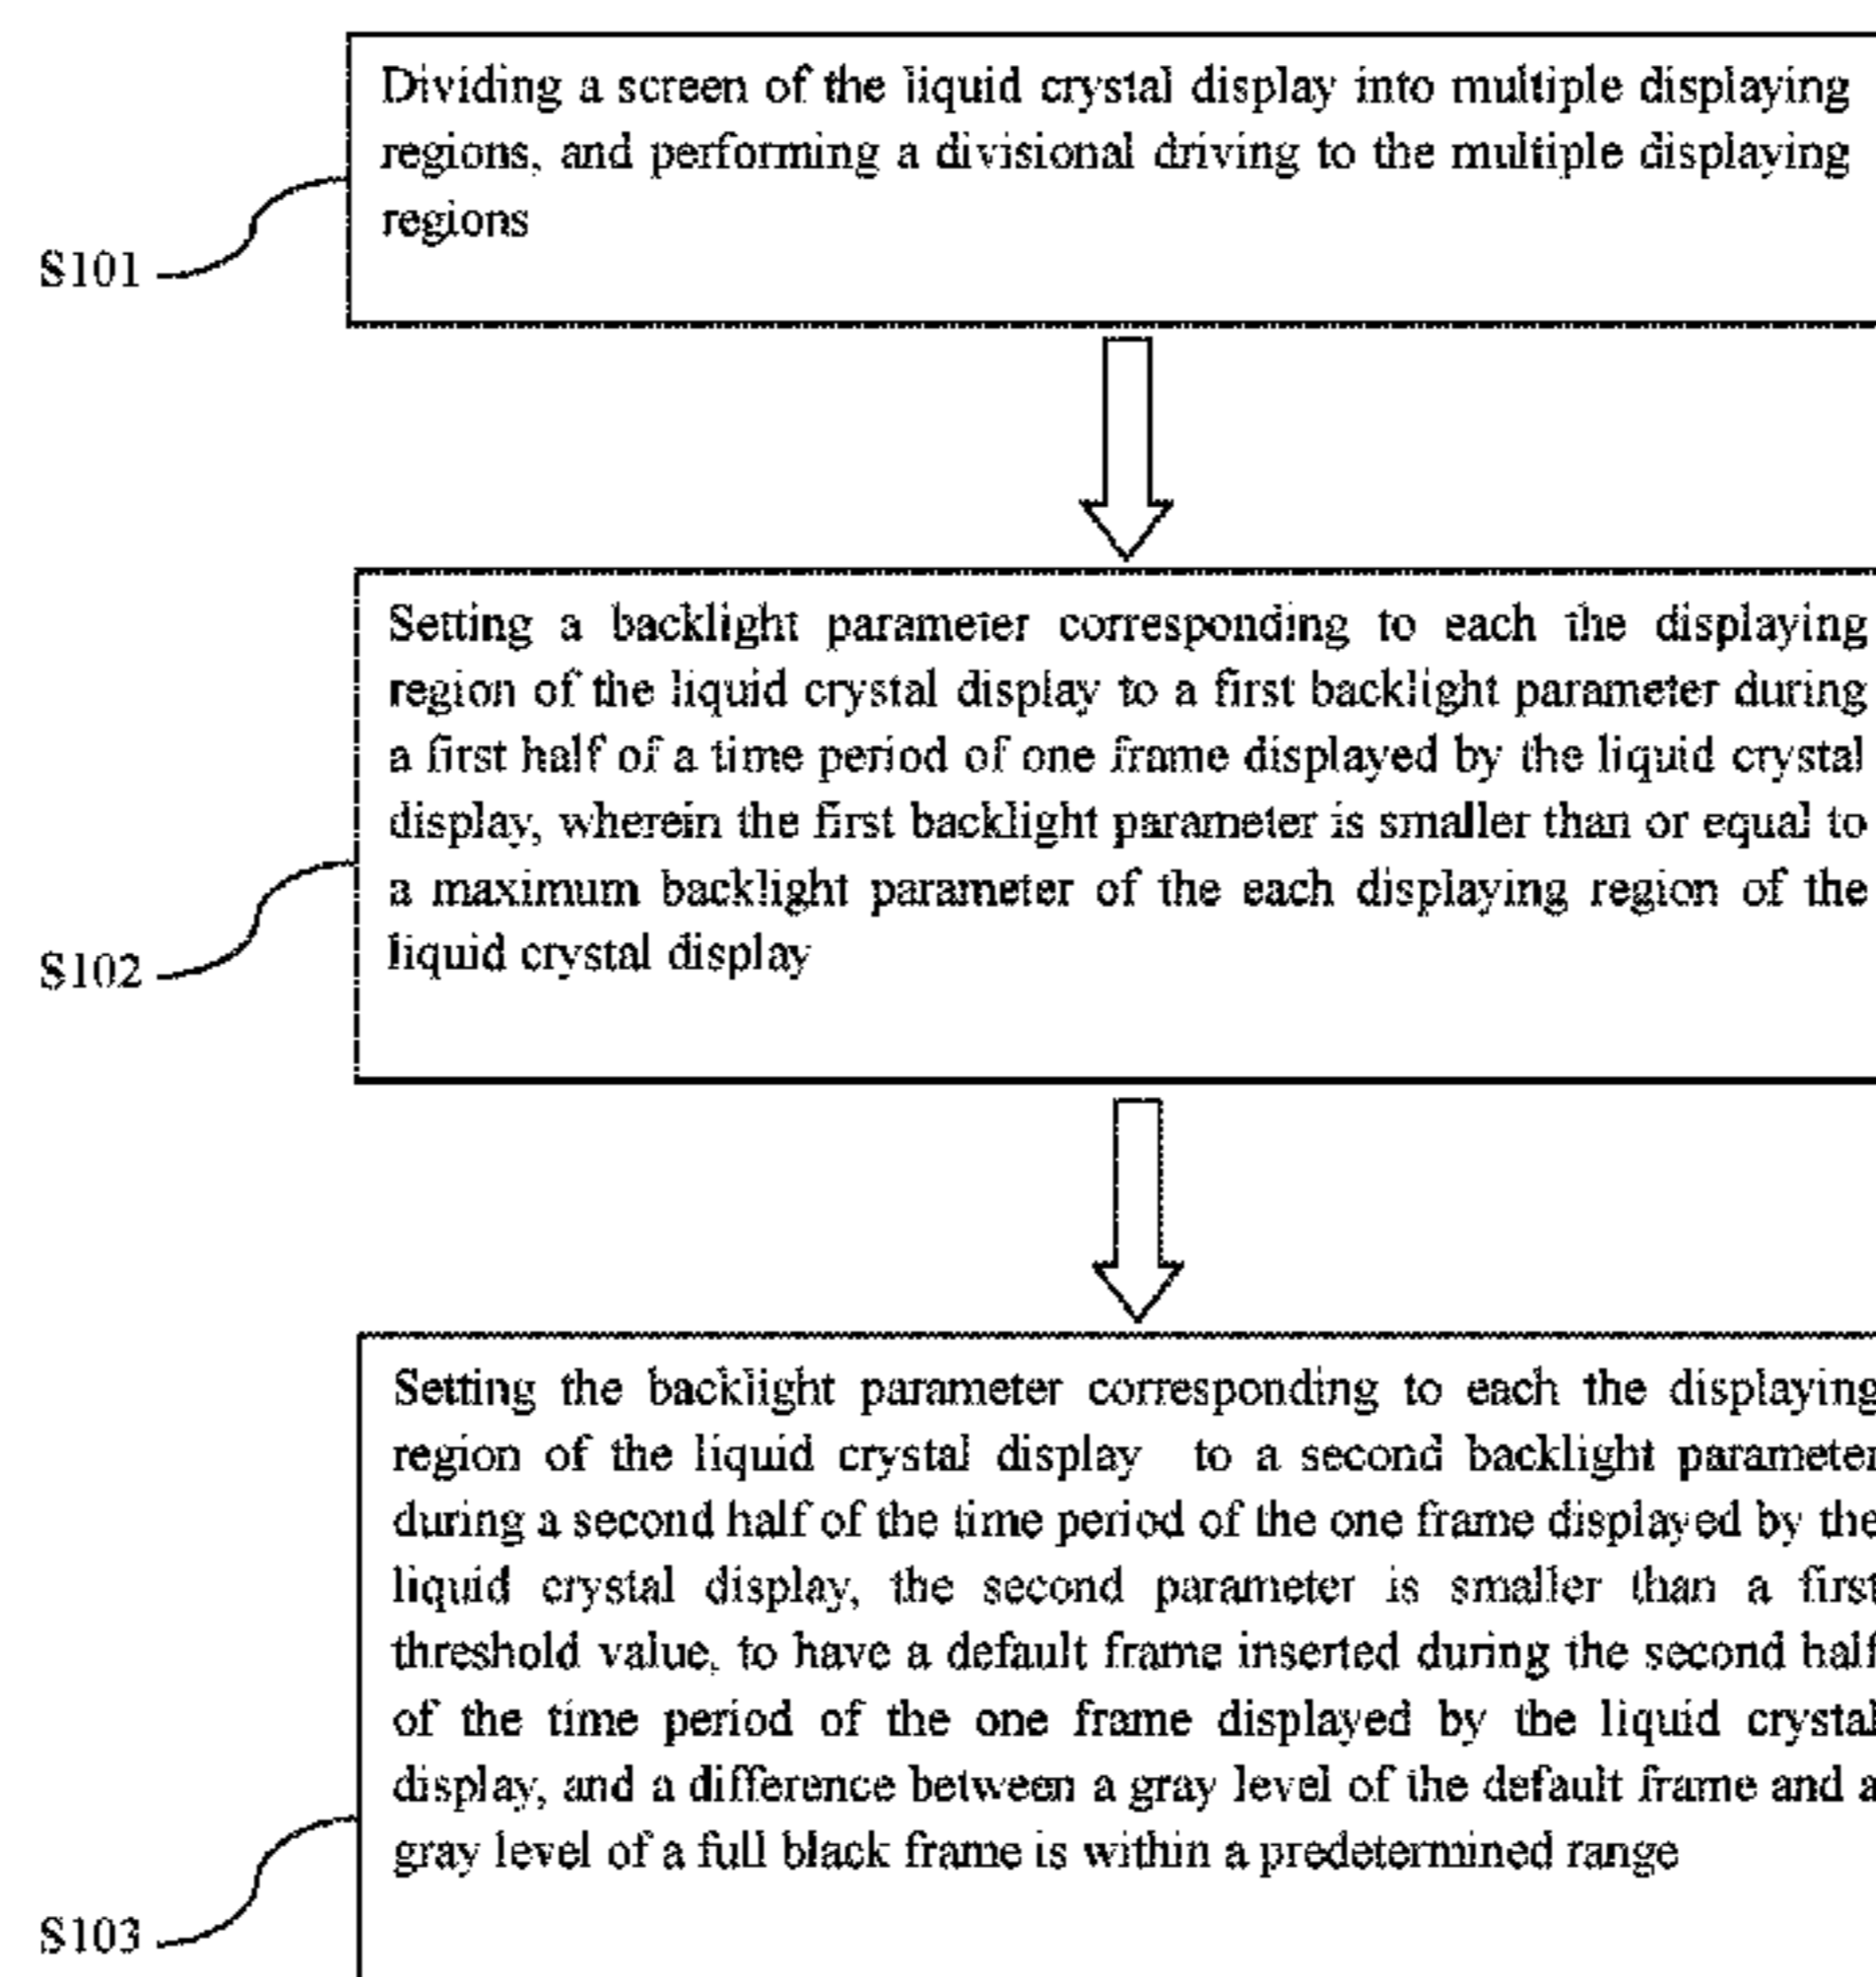 Dividing a screen of the liquid crystal display into multiple displaying
regions, and performing a divisional driving to the multiple displaying
regions
S101
Setting a backlight parameter corresponding to each the displaying
region of the liquid crystal display to a first backlight parameter during
a first half of a time period of one frame displayed by the liquid crystal
display, wherein the first backlight parameter is smaller than or equal to
a maximum backlight parameter of the each displaying region of the
liquid crystal display
S102
Setting the backlight parameter corresponding to each the displaying
region of the liquid crystal display to a second backlight parameter
during a second half of the time period of the one frame displayed by the
liquid crystal display, the second parameter is smaller than a first
threshold value, to have a default frame inserted during the second half
of the time period of the one frame displayed by the liquid crystal
display, and a difference between a gray level of the default frame and a
gray level of a full black frame is within a predetermined range
S103